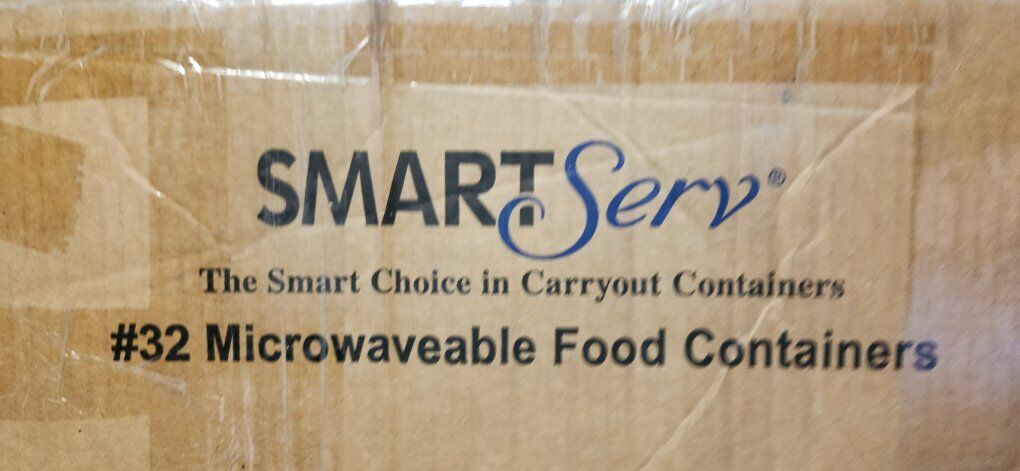 SMARTServ®
The Smart Choice in Carryout Containers
#32 Microwaveable Food Containers